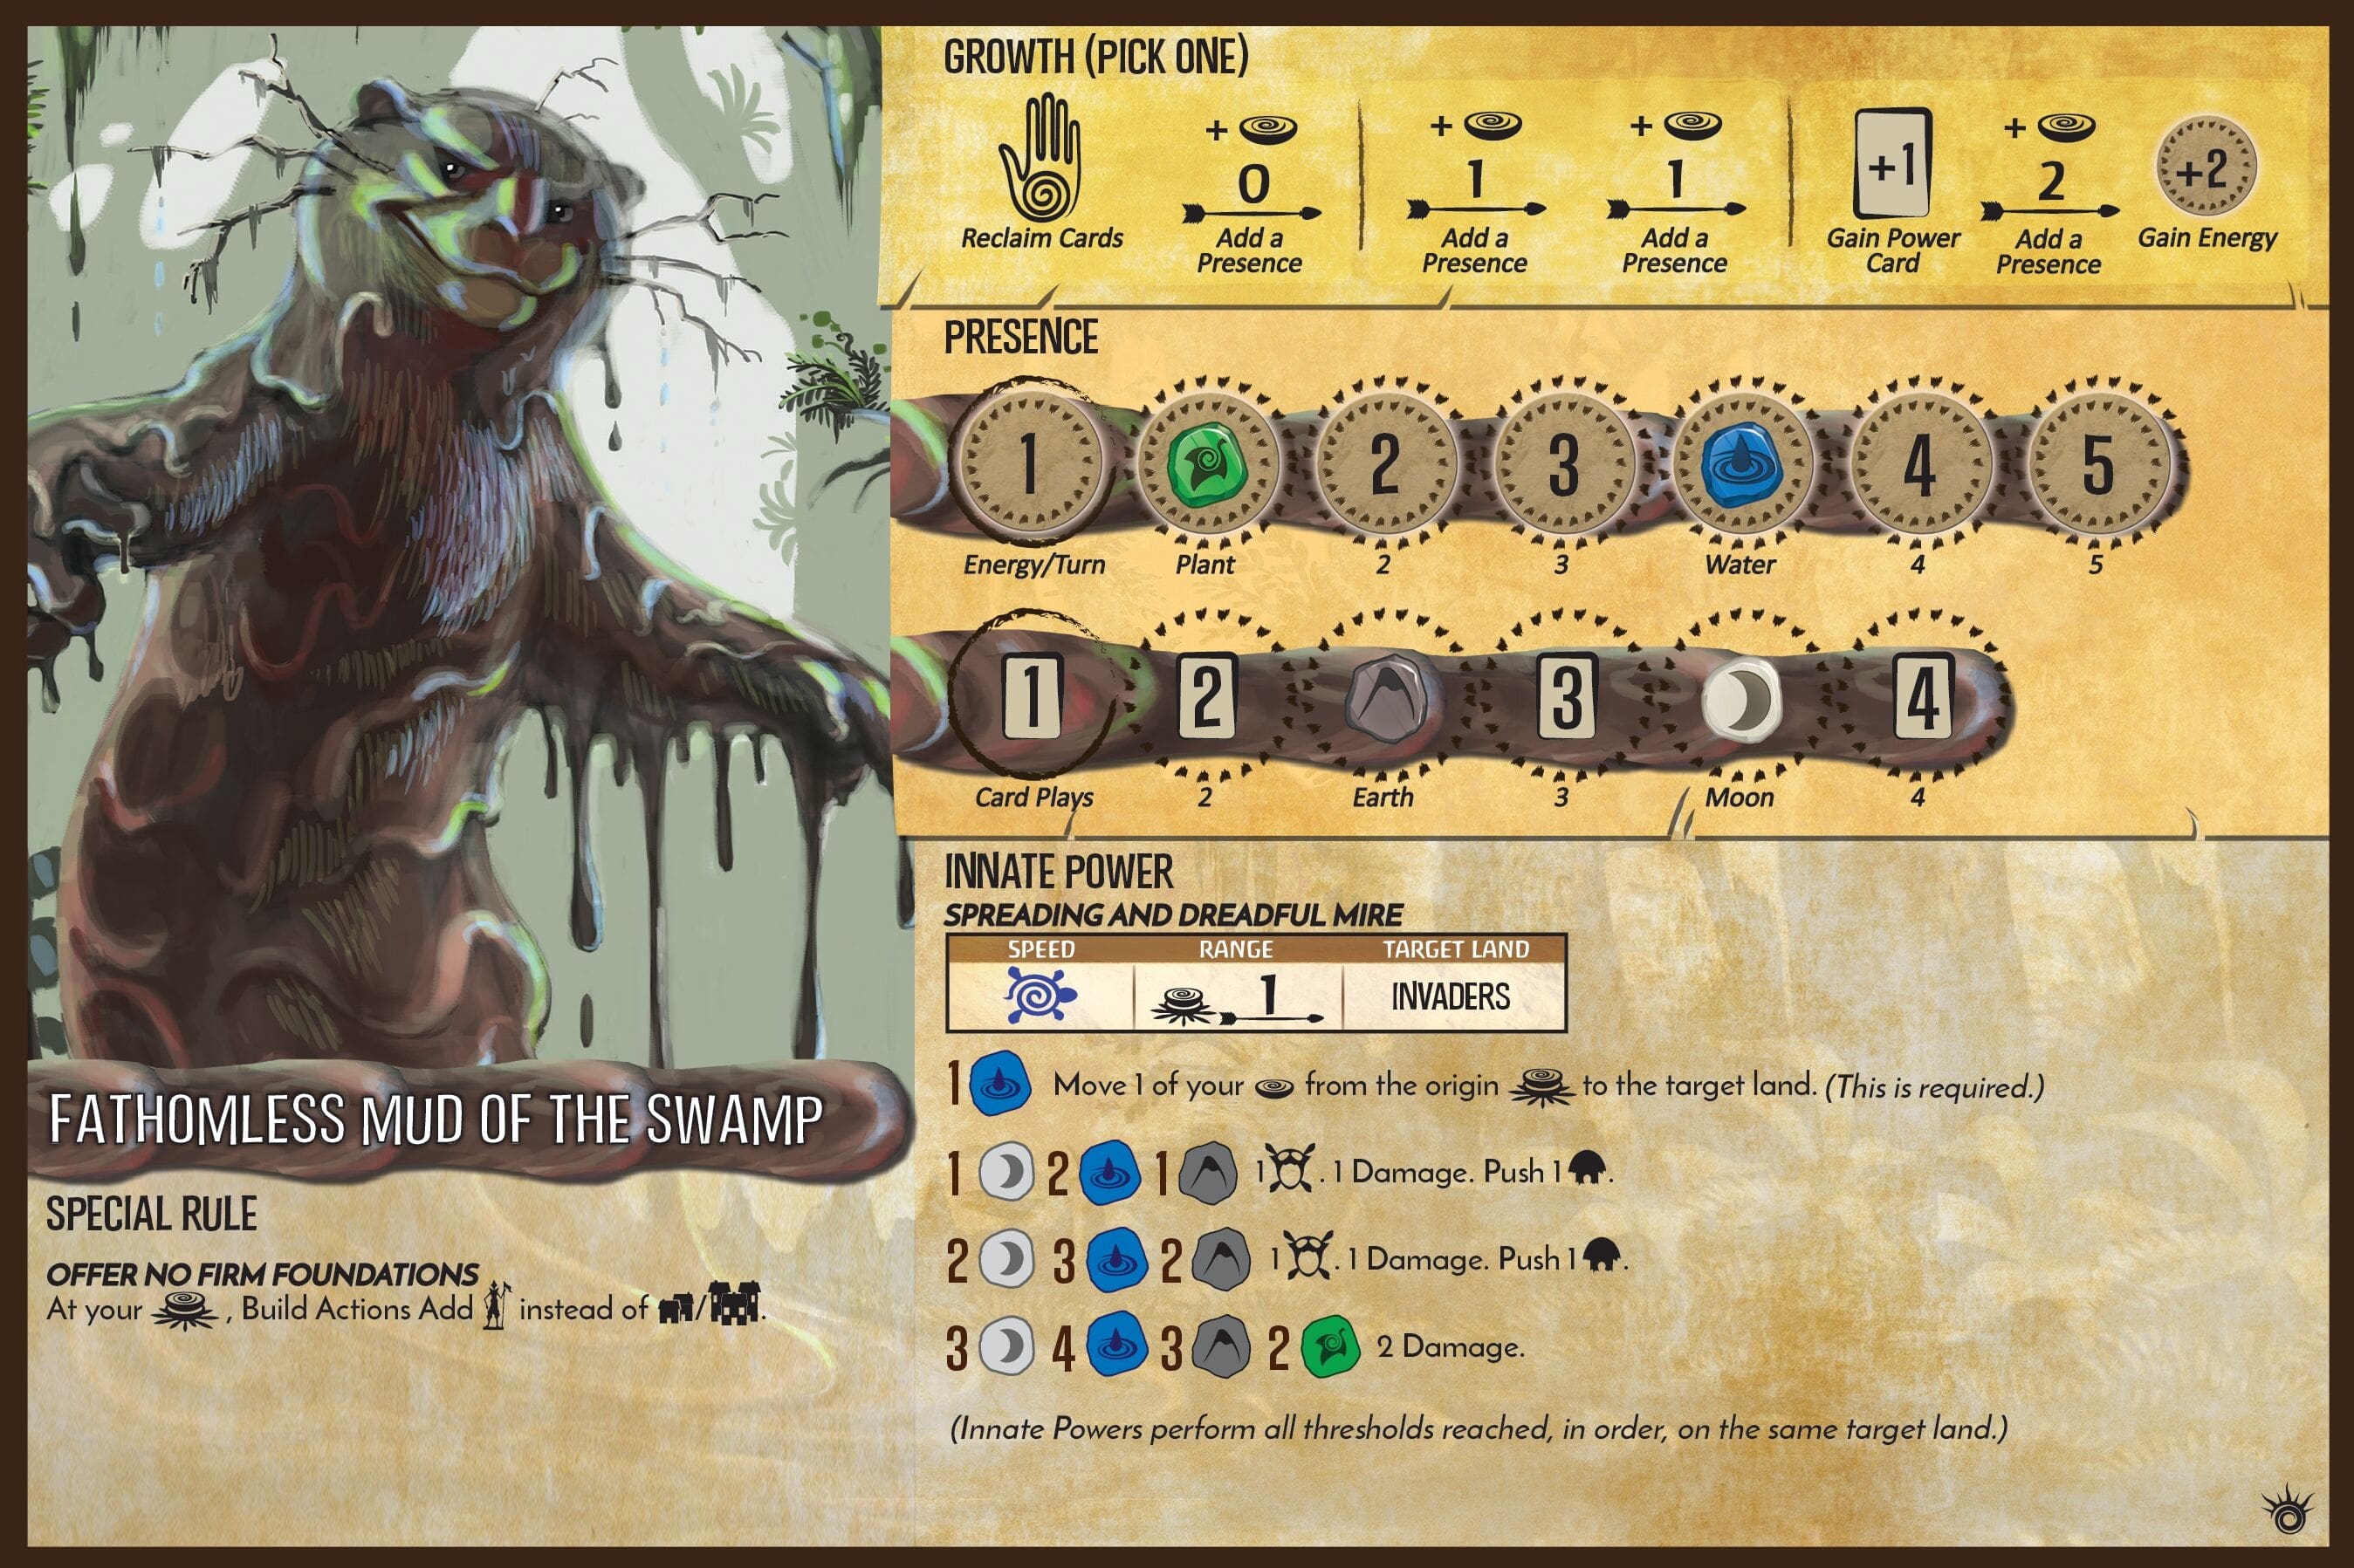 GROWTH (PICK ONE)
+ + + +1 +
0 1 1 2 +2
Reclaim Cards Add a Presence Add a Presence Add a Presence Gain Power Card Add a Presence Gain Energy
PRESENCE
1 2 3 4 5
Energy/Turn Plant 2 3 Water 4 5
1 2 3 4
Card Plays 2 Earth 3 Moon 4
INNATE POWER
SPREADING AND DREADFUL MIRE
SPEED RANGE TARGET LAND
1 INVADERS
1 Move 1 of your from the origin to the target land. (This is required.)
1 2 1 1 . 1 Damage. Push 1 .
2 3 2 1 . 1 Damage. Push 1 .
3 4 3 2 2 Damage.
(Innate Powers perform all thresholds reached, in order, on the same target land.)
FATHOMLESS MUD OF THE SWAMP
SPECIAL RULE
OFFER NO FIRM FOUNDATIONS
At your , Build Actions Add instead of / .